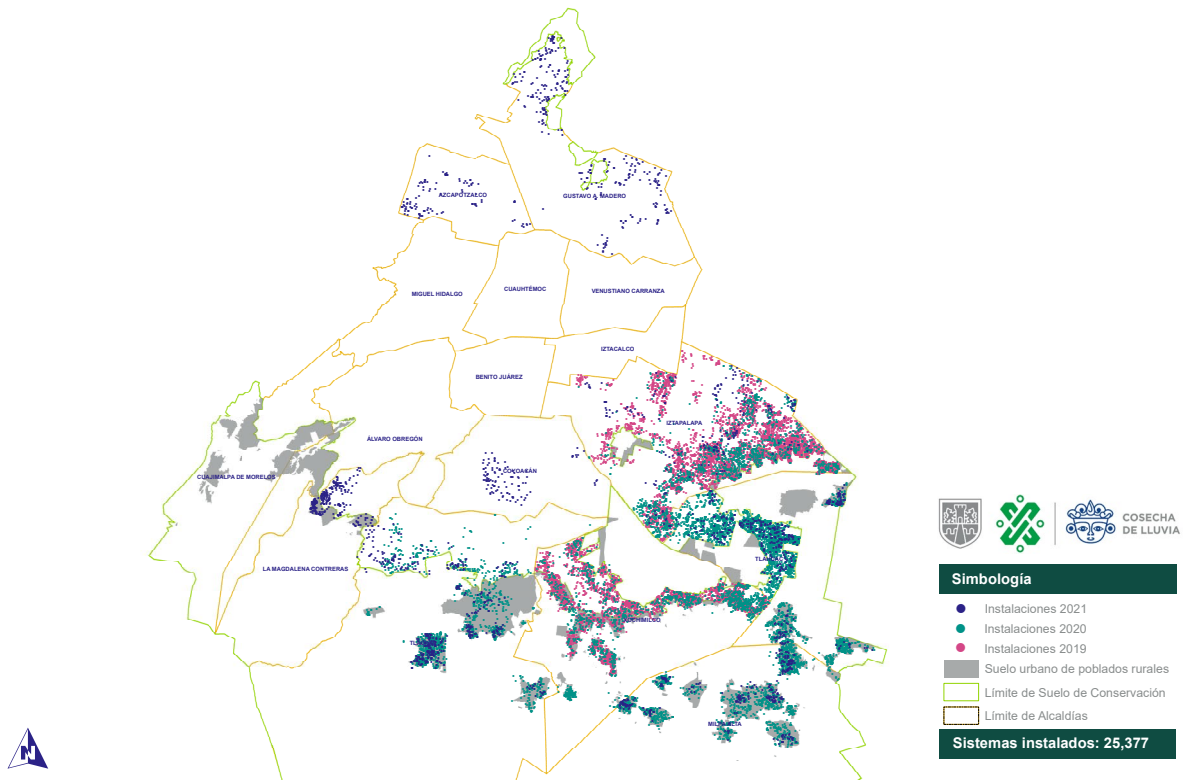 AZCAPOTZALCO
GUSTAVO A. MADERO
MIGUEL HIDALGO
CUAUHTÉMOC
VENUSTIANO CARRANZA
IZTACALCO
BENITO JUÁREZ
IZTAPALAPA
ÁLVARO OBREGÓN
COYOACÁN
CUAJIMALPA DE MORELOS
LA MAGDALENA CONTRERAS
XOCHIMILCO
N
COSECHA
DE LLUVIA
Simbología
Instalaciones 2021
Instalaciones 2020
Instalaciones 2019
Suelo urbano de poblados rurales
Límite de Suelo de Conservación
Límite de Alcaldías
Sistemas instalados: 25,377